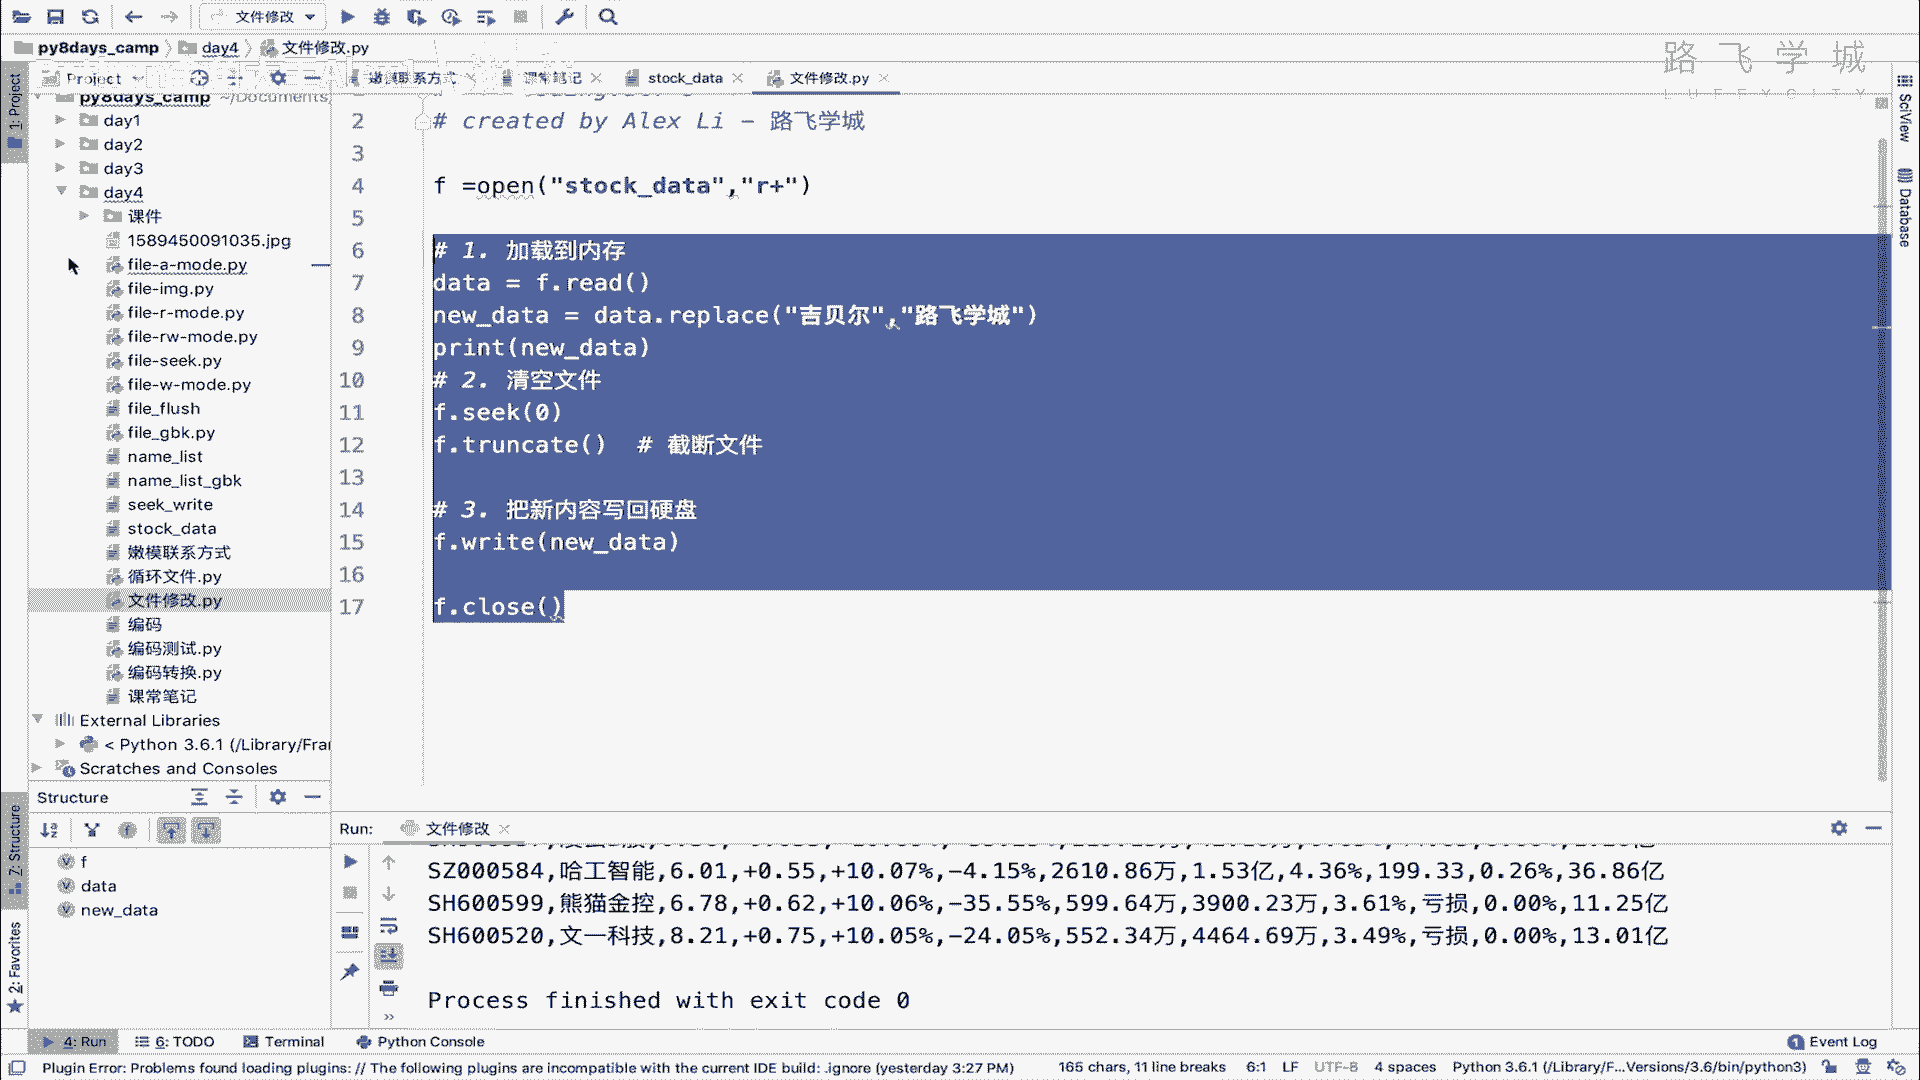 文件修改
py8days_camp
day4
文件修改.py
路飞学城
LUFFYCITY
1: Project
Project
嫩模联系方式
课常笔记
stock_data
文件修改.py
py8days_camp ~/Documents
day1
day2
day3
day4
课件
1589450091035.jpg
file-a-mode.py
file-img.py
file-r-mode.py
file-rw-mode.py
file-seek.py
file-w-mode.py
file_flush
file_gbk.py
name_list
name_list_gbk
seek_write
stock_data
嫩模联系方式
循环文件.py
文件修改.py
编码
编码测试.py
编码转换.py
课常笔记
External Libraries
< Python 3.6.1 (/Library/Frar
Scratches and Consoles
2 # created by Alex Li - 路飞学城
3
4 f =open("stock_data","r+")
5
6 # 1. 加载到内存
7 data = f.read()
8 new_data = data.replace("吉贝尔","路飞学城")
9 print(new_data)
10 # 2. 清空文件
11 f.seek(0)
12 f.truncate()  # 截断文件
13
14 # 3. 把新内容写回硬盘
15 f.write(new_data)
16
17 f.close()
SciView
Database
Structure
7: Structure
f
data
new_data
2: Favorites
Run: 文件修改
SZ000584,哈工智能,6.01,+0.55,+10.07%,-4.15%,2610.86万,1.53亿,4.36%,199.33,0.26%,36.86亿
SH600599,熊猫金控,6.78,+0.62,+10.06%,-35.55%,599.64万,3900.23万,3.61%,亏损,0.00%,11.25亿
SH600520,文一科技,8.21,+0.75,+10.05%,-24.05%,552.34万,4464.69万,3.49%,亏损,0.00%,13.01亿
Process finished with exit code 0
4: Run
6: TODO
Terminal
Python Console
1 Event Log
Plugin Error: Problems found loading plugins: // The following plugins are incompatible with the current IDE build: .ignore (yesterday 3:27 PM)
165 chars, 11 line breaks
6:1
LF
UTF-8
4 spaces
Python 3.6.1 (/Library/F...Versions/3.6/bin/python3)